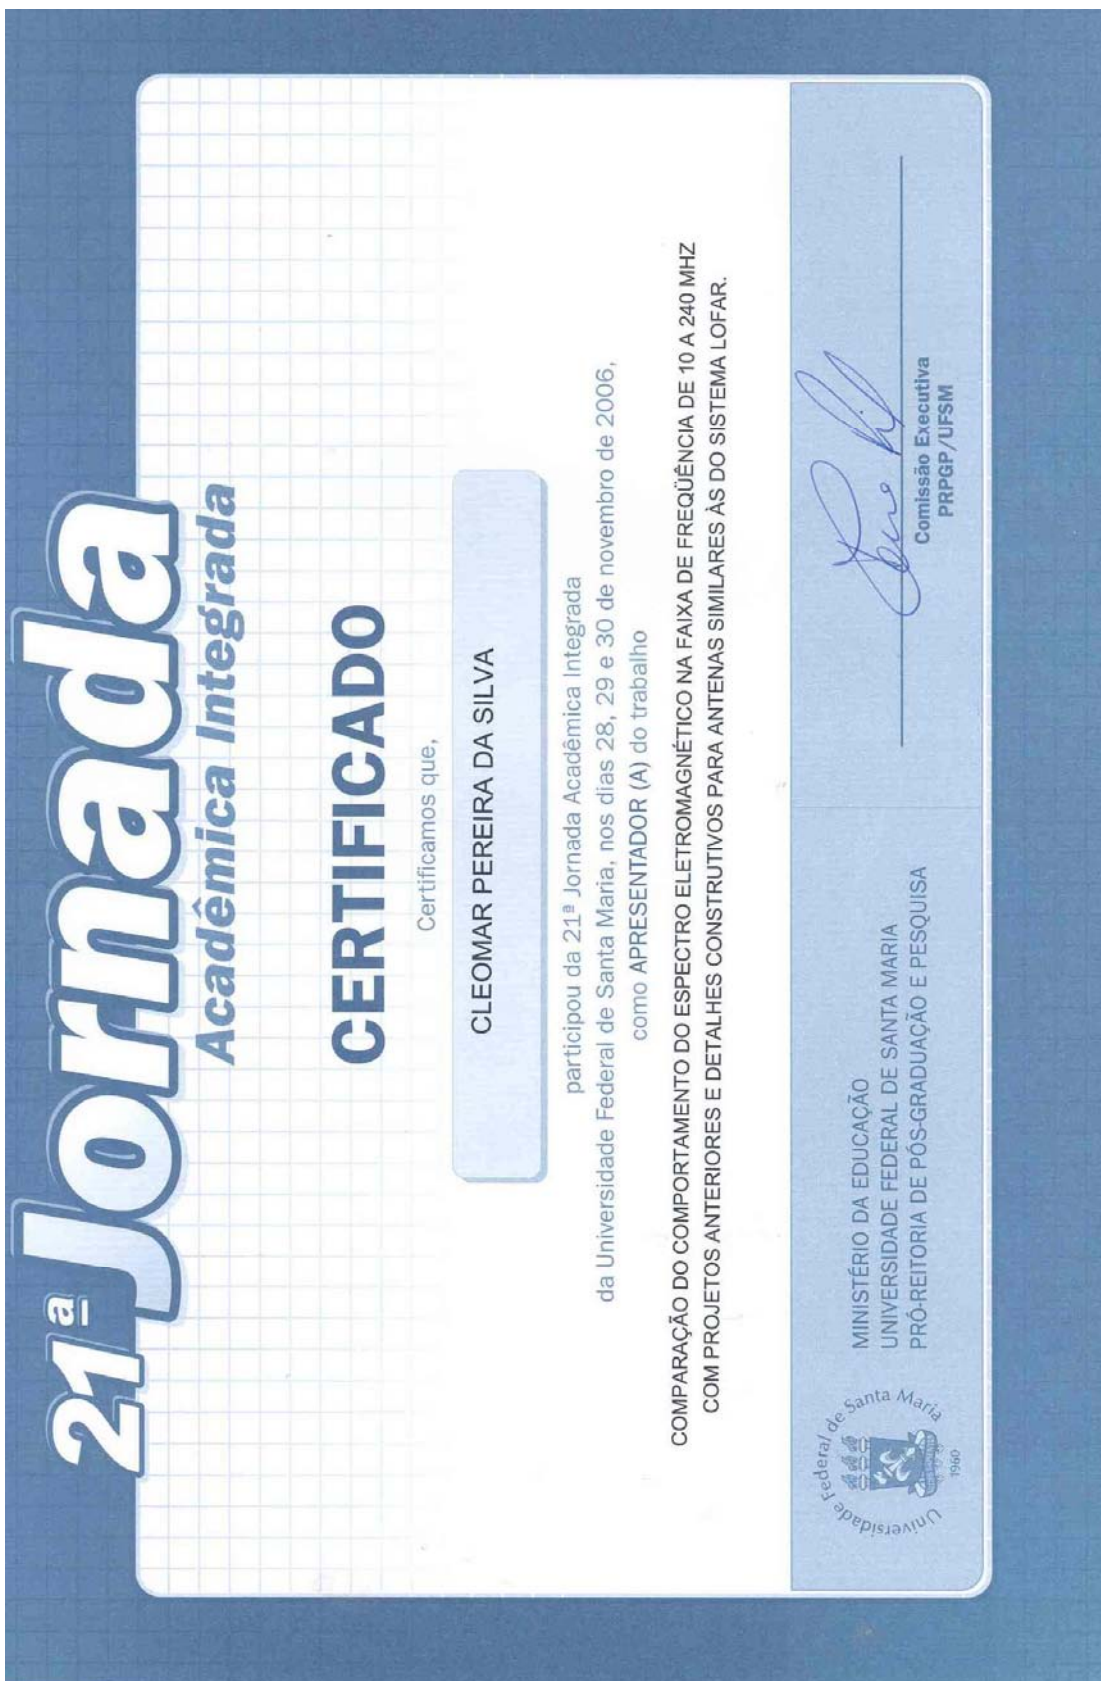 21ª Jornada
Acadêmica Integrada
CERTIFICADO
Certificamos que,
CLEOMAR PEREIRA DA SILVA
participou da 21ª Jornada Acadêmica Integrada
da Universidade Federal de Santa Maria, nos dias 28, 29 e 30 de novembro de 2006,
como APRESENTADOR (A) do trabalho
COMPARAÇÃO DO COMPORTAMENTO DO ESPECTRO ELETROMAGNÉTICO NA FAIXA DE FREQÜÊNCIA DE 10 A 240 MHZ
COM PROJETOS ANTERIORES E DETALHES CONSTRUTIVOS PARA ANTENAS SIMILARES ÀS DO SISTEMA LOFAR.
Universidade Federal de Santa Maria
1960
MINISTÉRIO DA EDUCAÇÃO
UNIVERSIDADE FEDERAL DE SANTA MARIA
PRÓ-REITORIA DE PÓS-GRADUAÇÃO E PESQUISA
Comissão Executiva
PRPGP/UFSM